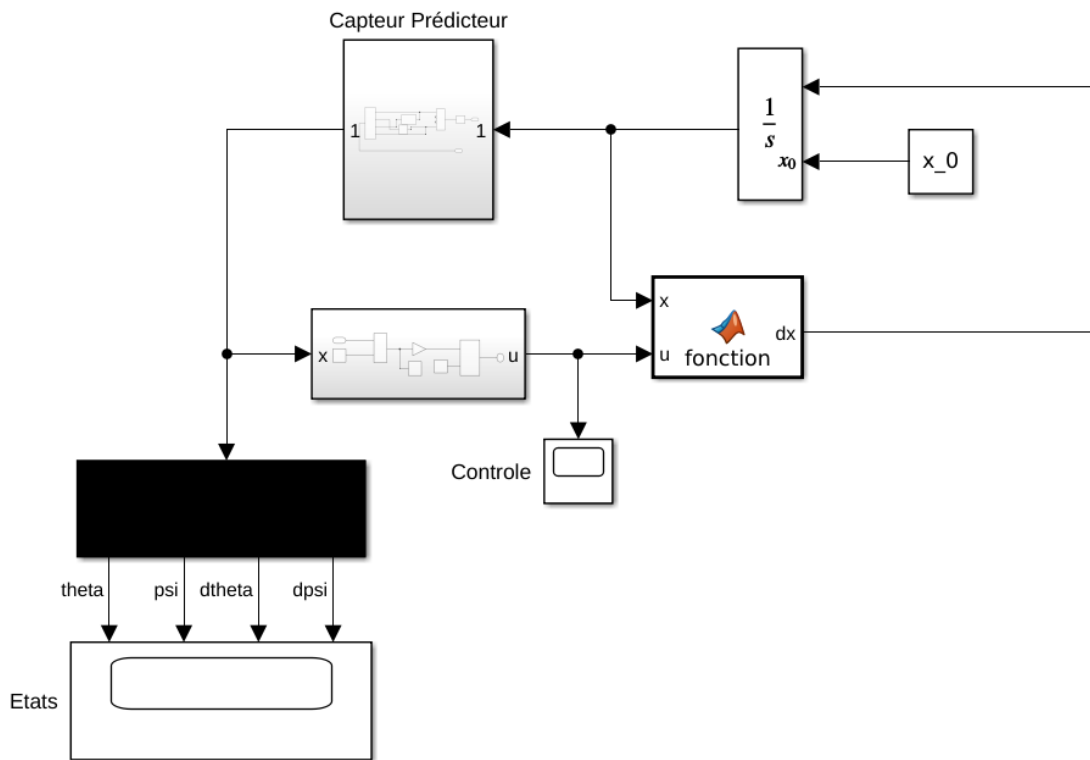 Capteur Prédicteur
1
1
1
s
x₀
x_0
x
u
dx
fonction
x
u
Controle
theta
psi
dtheta
dpsi
Etats